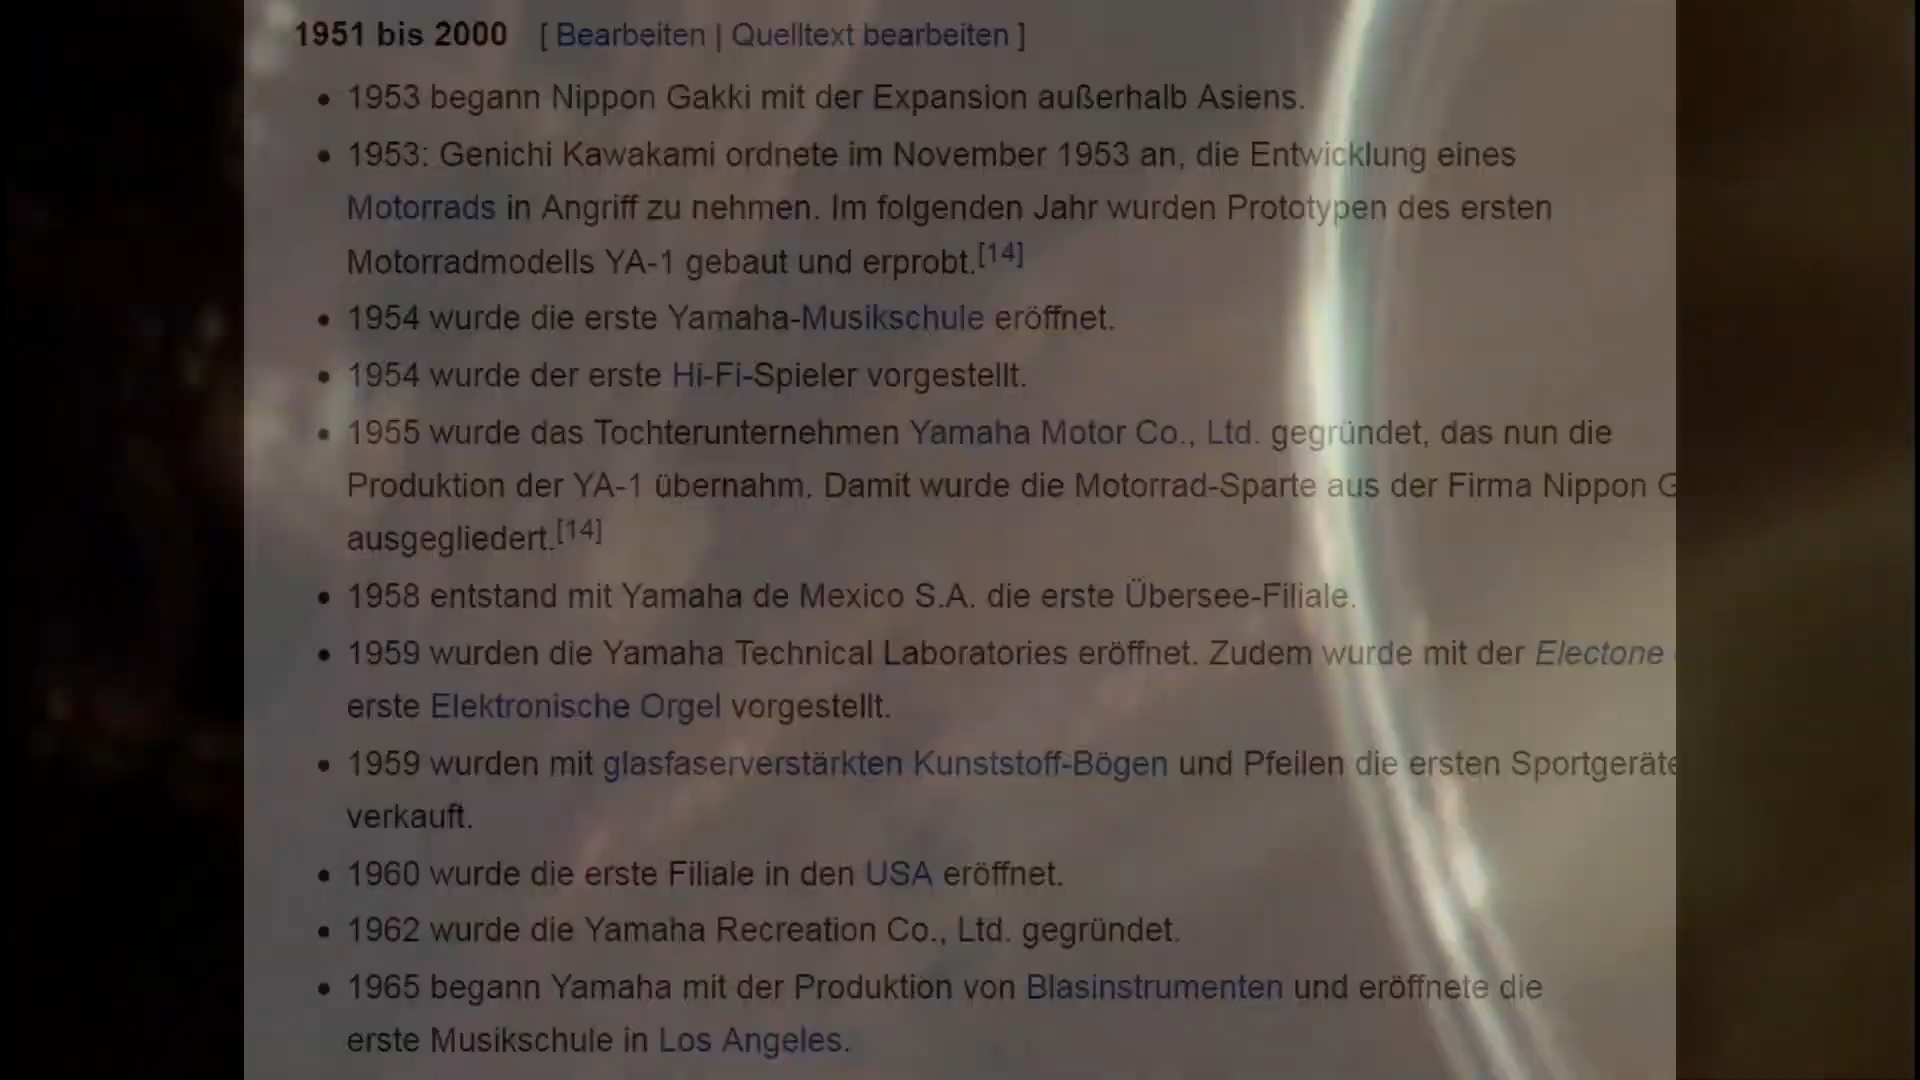 1951 bis 2000 [ Bearbeiten | Quelltext bearbeiten ]
• 1953 begann Nippon Gakki mit der Expansion außerhalb Asiens.
• 1953: Genichi Kawakami ordnete im November 1953 an, die Entwicklung eines
Motorrads in Angriff zu nehmen. Im folgenden Jahr wurden Prototypen des ersten
Motorradmodells YA-1 gebaut und erprobt.[14]
• 1954 wurde die erste Yamaha-Musikschule eröffnet.
• 1954 wurde der erste Hi-Fi-Spieler vorgestellt.
• 1955 wurde das Tochterunternehmen Yamaha Motor Co., Ltd. gegründet, das nun die
Produktion der YA-1 übernahm. Damit wurde die Motorrad-Sparte aus der Firma Nippon G
ausgegliedert.[14]
• 1958 entstand mit Yamaha de Mexico S.A. die erste Übersee-Filiale.
• 1959 wurden die Yamaha Technical Laboratories eröffnet. Zudem wurde mit der Electone
erste Elektronische Orgel vorgestellt.
• 1959 wurden mit glasfaserverstärkten Kunststoff-Bögen und Pfeilen die ersten Sportgeräte
verkauft.
• 1960 wurde die erste Filiale in den USA eröffnet.
• 1962 wurde die Yamaha Recreation Co., Ltd. gegründet.
• 1965 begann Yamaha mit der Produktion von Blasinstrumenten und eröffnete die
erste Musikschule in Los Angeles.